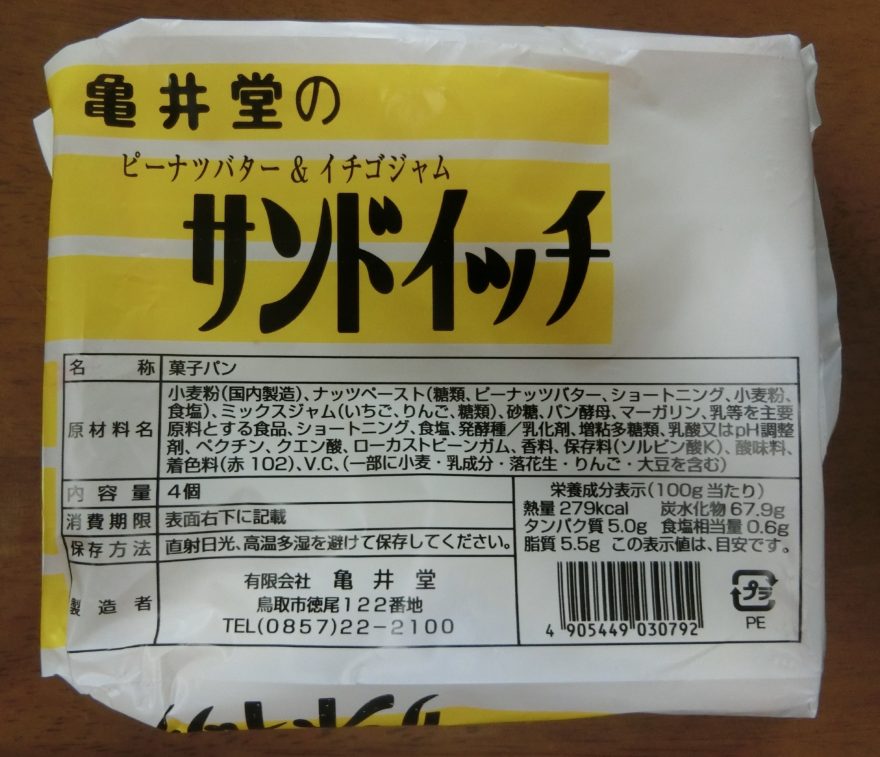 亀井堂の
ピーナツバター & イチゴジャム
サンドイッチ
名称 菓子パン
原材料名 小麦粉(国内製造)、ナッツペースト(糖類、ピーナッツバター、ショートニング、小麦粉、
食塩)、ミックスジャム(いちご、りんご、糖類)、砂糖、パン酵母、マーガリン、乳等を主要
原料とする食品、ショートニング、食塩、発酵種/乳化剤、増粘多糖類、乳酸又はpH調整
剤、ペクチン、クエン酸、ローカストビーンガム、香料、保存料(ソルビン酸K)、酸味料、
着色料(赤102)、V.C、(一部に小麦・乳成分・落花生・りんご・大豆を含む)
内容量 4個
消費期限 表面右下に記載
保存方法 直射日光、高温多湿を避けて保存してください。
製造者 有限会社 亀井堂
鳥取市徳尾122番地
TEL(0857)22-2100
栄養成分表示(100g当たり)
熱量 279kcal 炭水化物 67.9g
タンパク質 5.0g 食塩相当量 0.6g
脂質 5.5g この表示値は、目安です。
4 905449 030792
プラ
PE
サンドイッチ